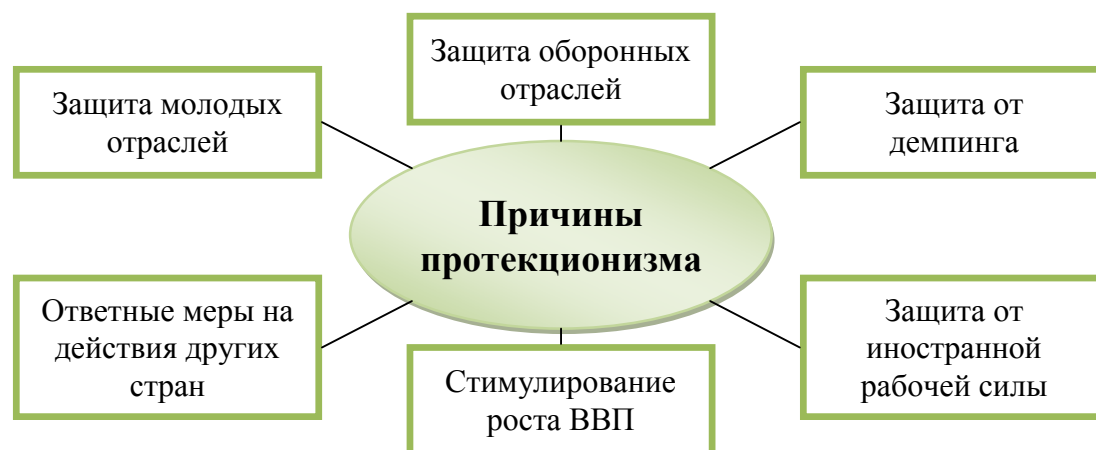 Защита оборонных
отраслей
Защита молодых
отраслей
Защита от
демпинга
Причины
протекционизма
Ответные меры на
действия других
стран
Стимулирование
роста ВВП
Защита от
иностранной
рабочей силы